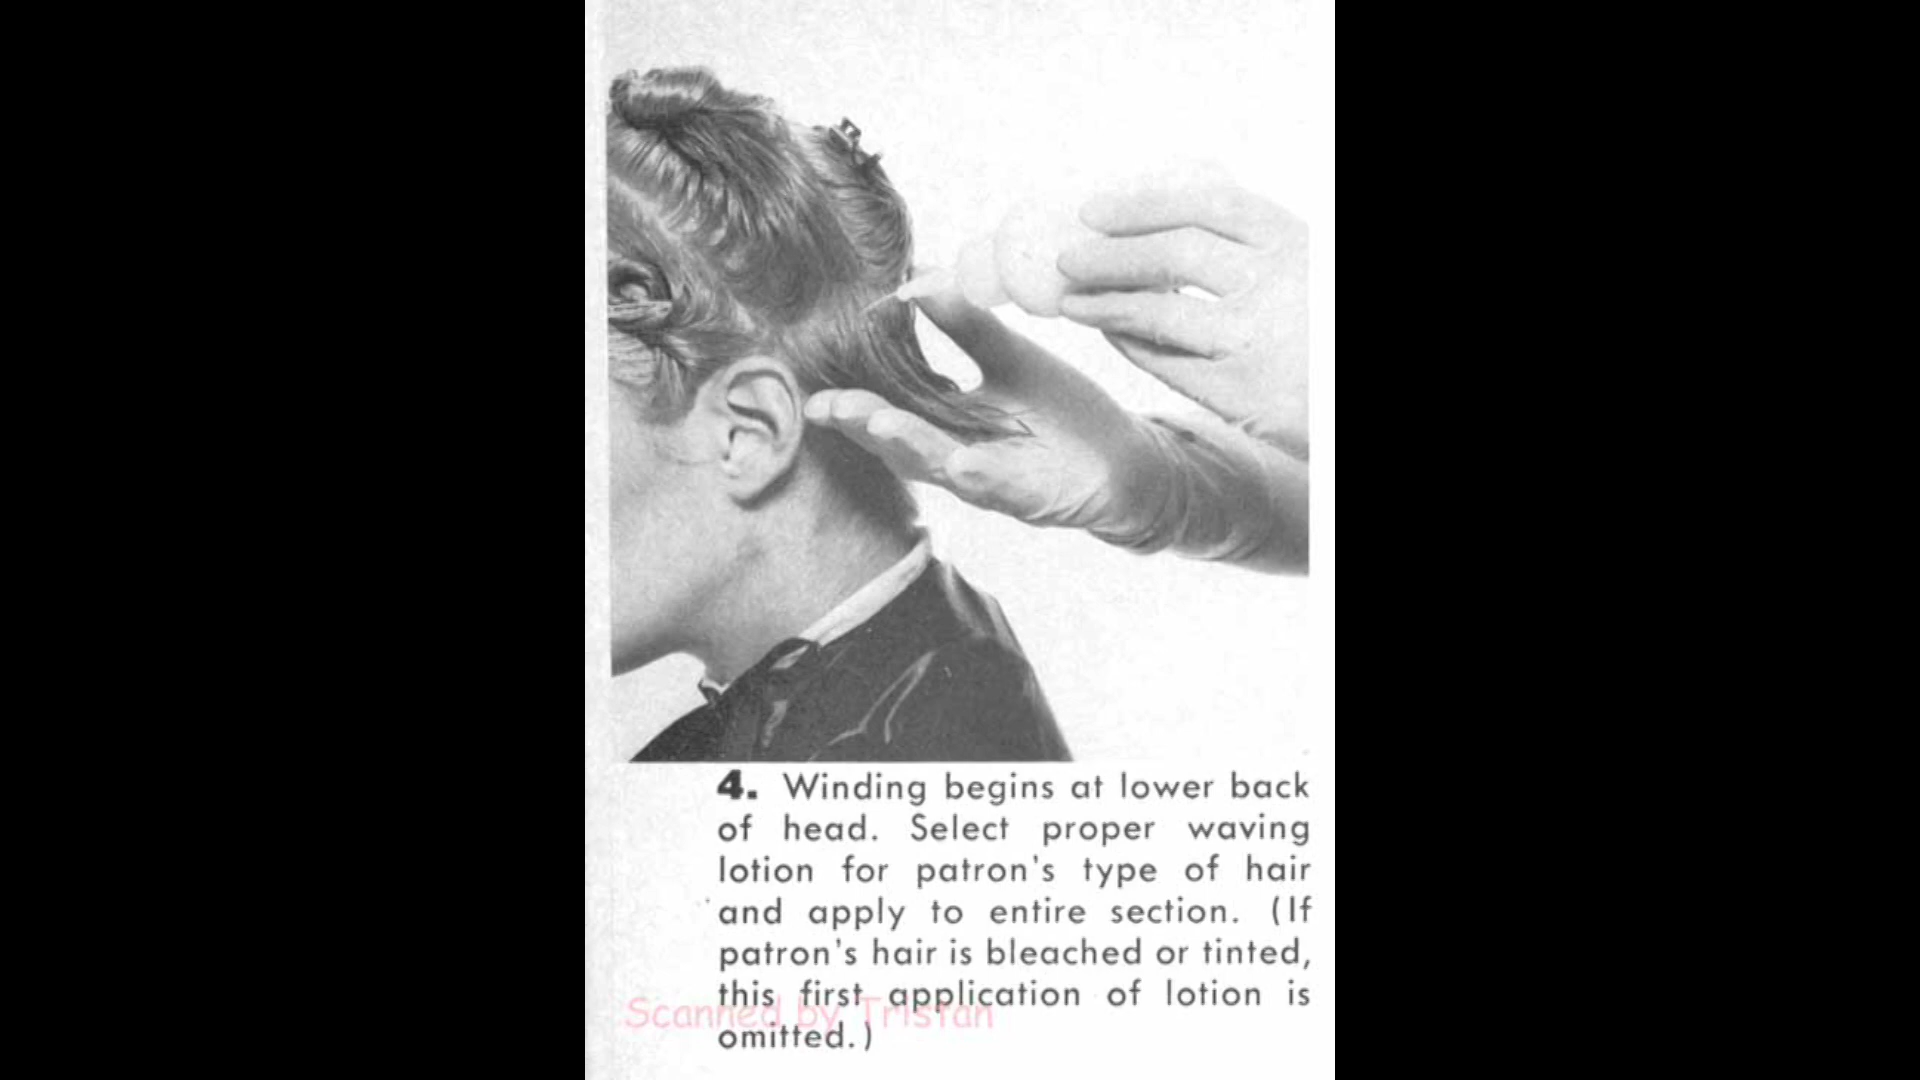 4. Winding begins at lower back
of head. Select proper waving
lotion for patron's type of hair
and apply to entire section. (If
patron's hair is bleached or tinted,
this first application of lotion is
Scanned by Tristan
omitted.)